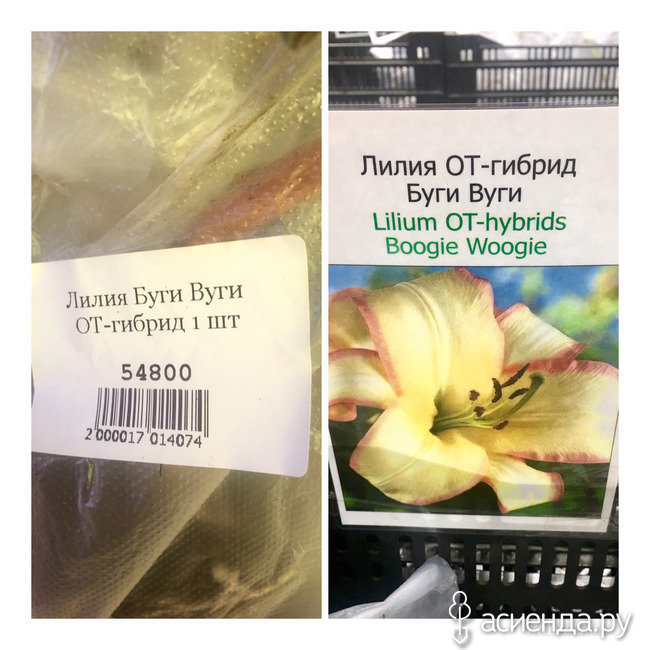 Лилия Буги Вуги
ОТ-гибрид 1 шт
54800
2 000017 014074
Лилия ОТ-гибрид
Буги Вуги
Lilium OT-hybrids
Boogie Woogie
асиенда.ру